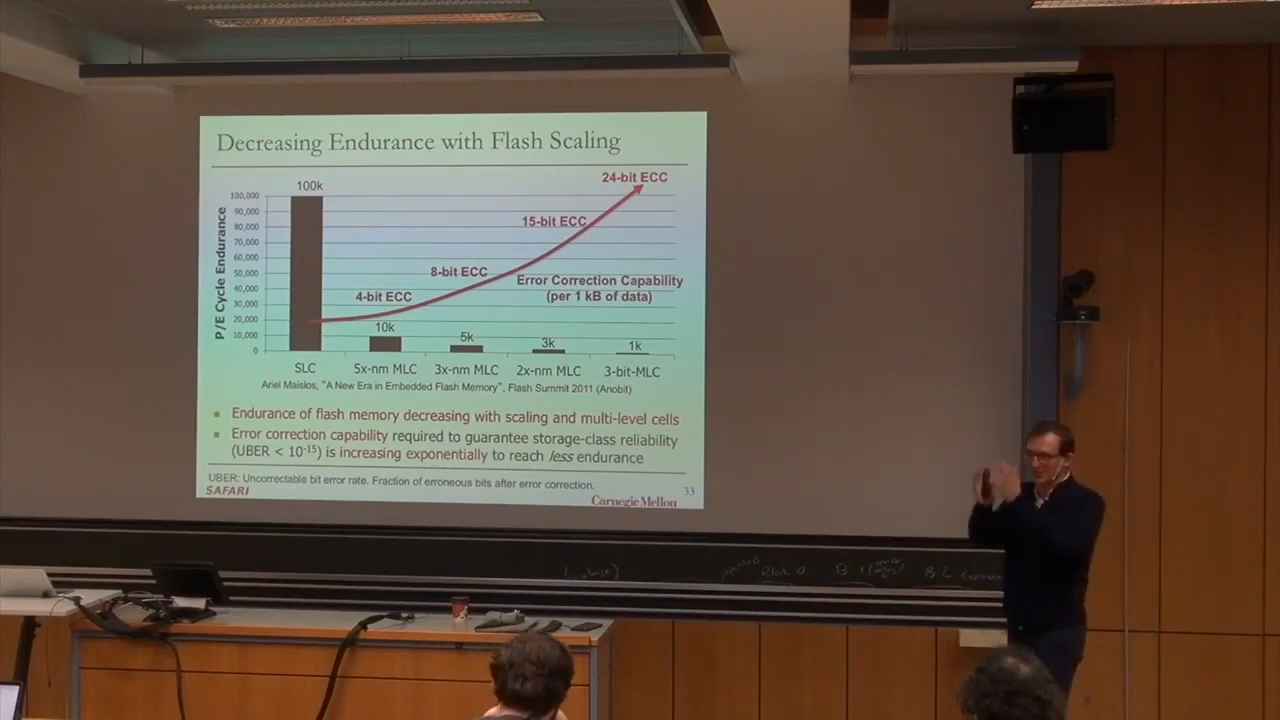 Decreasing Endurance with Flash Scaling
24-bit ECC
100k
100,000
90,000
15-bit ECC
80,000
70,000
60,000
8-bit ECC
50,000
Error Correction Capability
40,000
4-bit ECC
(per 1 kB of data)
30,000
20,000
10k
10,000
5k
3k
1k
0
P/E Cycle Endurance
SLC 5x-nm MLC 3x-nm MLC 2x-nm MLC 3-bit-MLC
Ariel Maislos, "A New Era in Embedded Flash Memory", Flash Summit 2011 (Anobit)
▪ Endurance of flash memory decreasing with scaling and multi-level cells
▪ Error correction capability required to guarantee storage-class reliability
(UBER < 10⁻¹⁵) is increasing exponentially to reach less endurance
UBER: Uncorrectable bit error rate. Fraction of erroneous bits after error correction.
SAFARI
Carnegie Mellon
33
Block 0